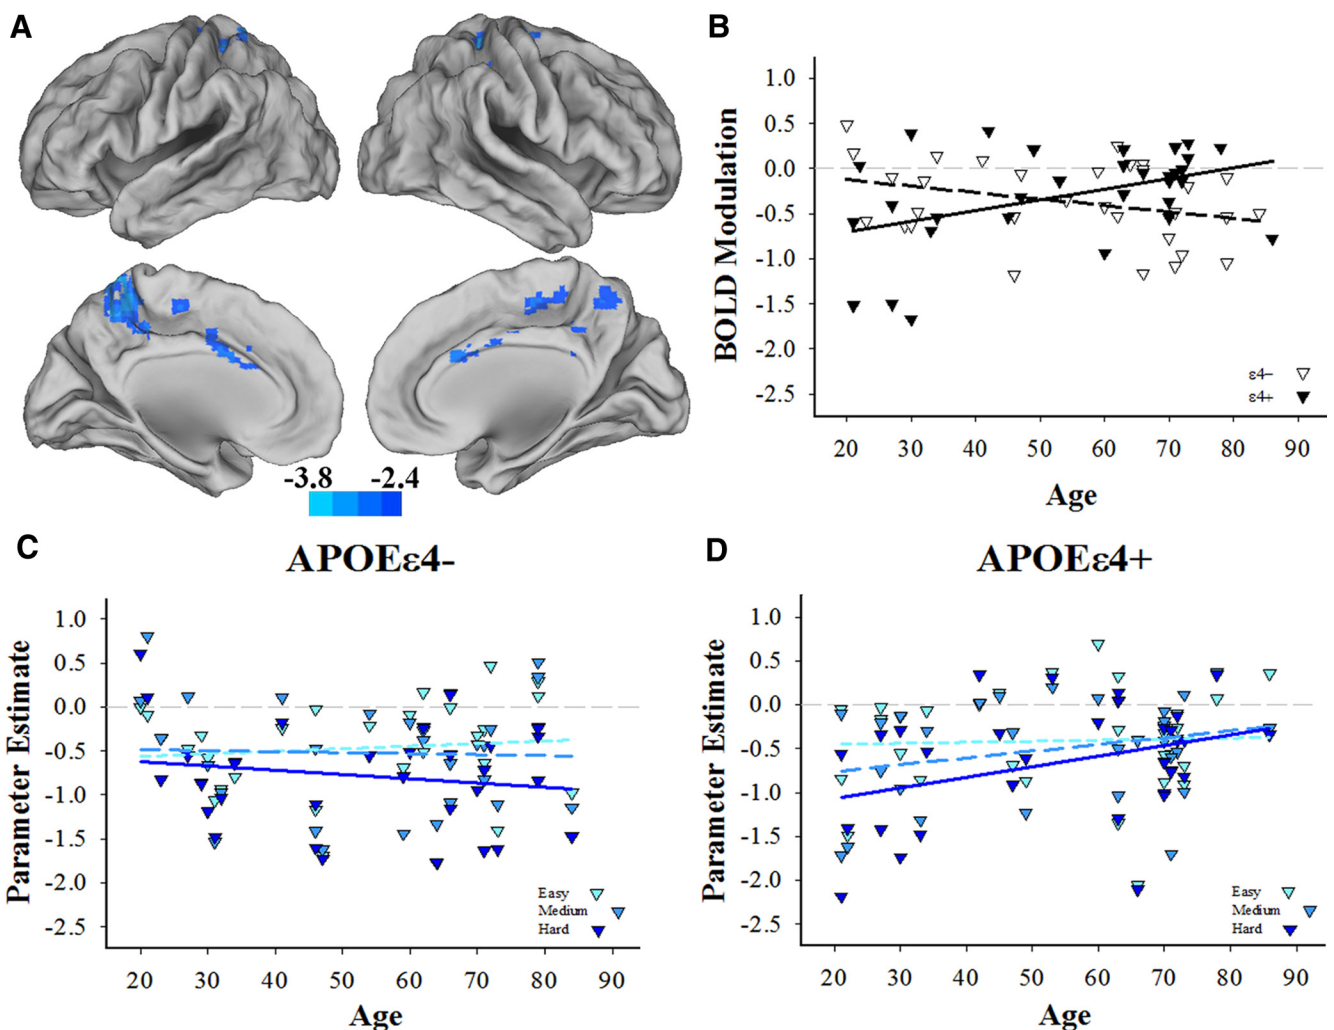 A
-3.8 -2.4
B
BOLD Modulation
1.0
0.5
0.0
-0.5
-1.0
-1.5
-2.0
-2.5
ε4−
ε4+
20 30 40 50 60 70 80 90
Age
C
APOEε4-
Parameter Estimate
1.0
0.5
0.0
-0.5
-1.0
-1.5
-2.0
-2.5
Easy
Medium
Hard
20 30 40 50 60 70 80 90
Age
D
APOEε4+
Parameter Estimate
1.0
0.5
0.0
-0.5
-1.0
-1.5
-2.0
-2.5
Easy
Medium
Hard
20 30 40 50 60 70 80 90
Age